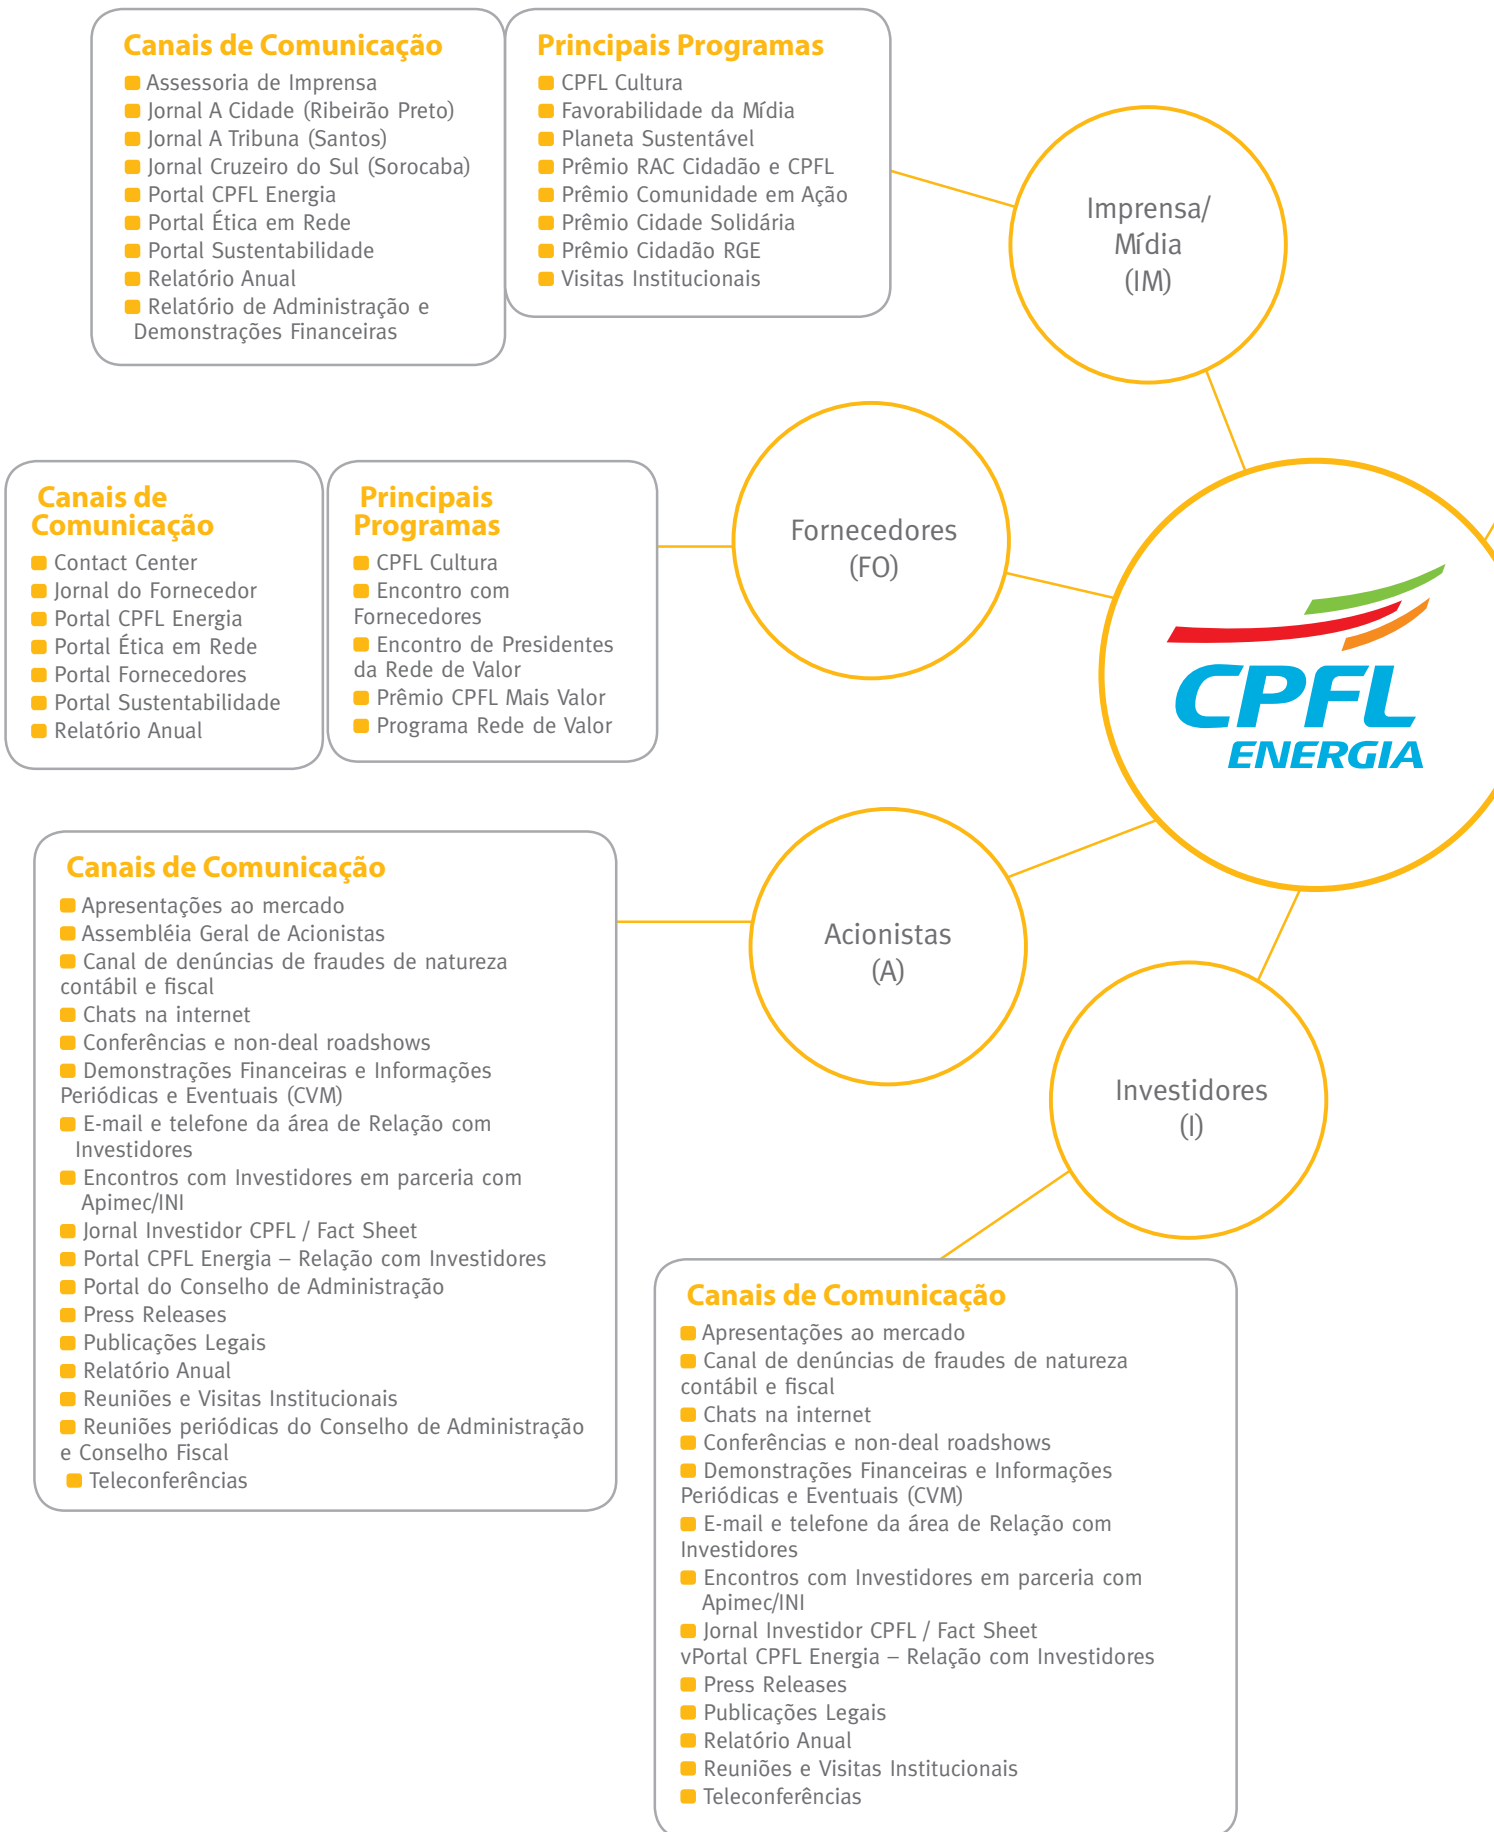 Canais de Comunicação
Assessoria de Imprensa
Jornal A Cidade (Ribeirão Preto)
Jornal A Tribuna (Santos)
Jornal Cruzeiro do Sul (Sorocaba)
Portal CPFL Energia
Portal Ética em Rede
Portal Sustentabilidade
Relatório Anual
Relatório de Administração e
Demonstrações Financeiras
Principais Programas
CPFL Cultura
Favorabilidade da Mídia
Planeta Sustentável
Prêmio RAC Cidadão e CPFL
Prêmio Comunidade em Ação
Prêmio Cidade Solidária
Prêmio Cidadão RGE
Visitas Institucionais
Imprensa/
Mídia
(IM)
Canais de
Comunicação
Contact Center
Jornal do Fornecedor
Portal CPFL Energia
Portal Ética em Rede
Portal Fornecedores
Portal Sustentabilidade
Relatório Anual
Principais
Programas
CPFL Cultura
Encontro com
Fornecedores
Encontro de Presidentes
da Rede de Valor
Prêmio CPFL Mais Valor
Programa Rede de Valor
Fornecedores
(FO)
CPFL
ENERGIA
Canais de Comunicação
Apresentações ao mercado
Assembléia Geral de Acionistas
Canal de denúncias de fraudes de natureza
contábil e fiscal
Chats na internet
Conferências e non-deal roadshows
Demonstrações Financeiras e Informações
Periódicas e Eventuais (CVM)
E-mail e telefone da área de Relação com
Investidores
Encontros com Investidores em parceria com
Apimec/INI
Jornal Investidor CPFL / Fact Sheet
Portal CPFL Energia – Relação com Investidores
Portal do Conselho de Administração
Press Releases
Publicações Legais
Relatório Anual
Reuniões e Visitas Institucionais
Reuniões periódicas do Conselho de Administração
e Conselho Fiscal
Teleconferências
Acionistas
(A)
Investidores
(I)
Canais de Comunicação
Apresentações ao mercado
Canal de denúncias de fraudes de natureza
contábil e fiscal
Chats na internet
Conferências e non-deal roadshows
Demonstrações Financeiras e Informações
Periódicas e Eventuais (CVM)
E-mail e telefone da área de Relação com
Investidores
Encontros com Investidores em parceria com
Apimec/INI
Jornal Investidor CPFL / Fact Sheet
vPortal CPFL Energia – Relação com Investidores
Press Releases
Publicações Legais
Relatório Anual
Reuniões e Visitas Institucionais
Teleconferências